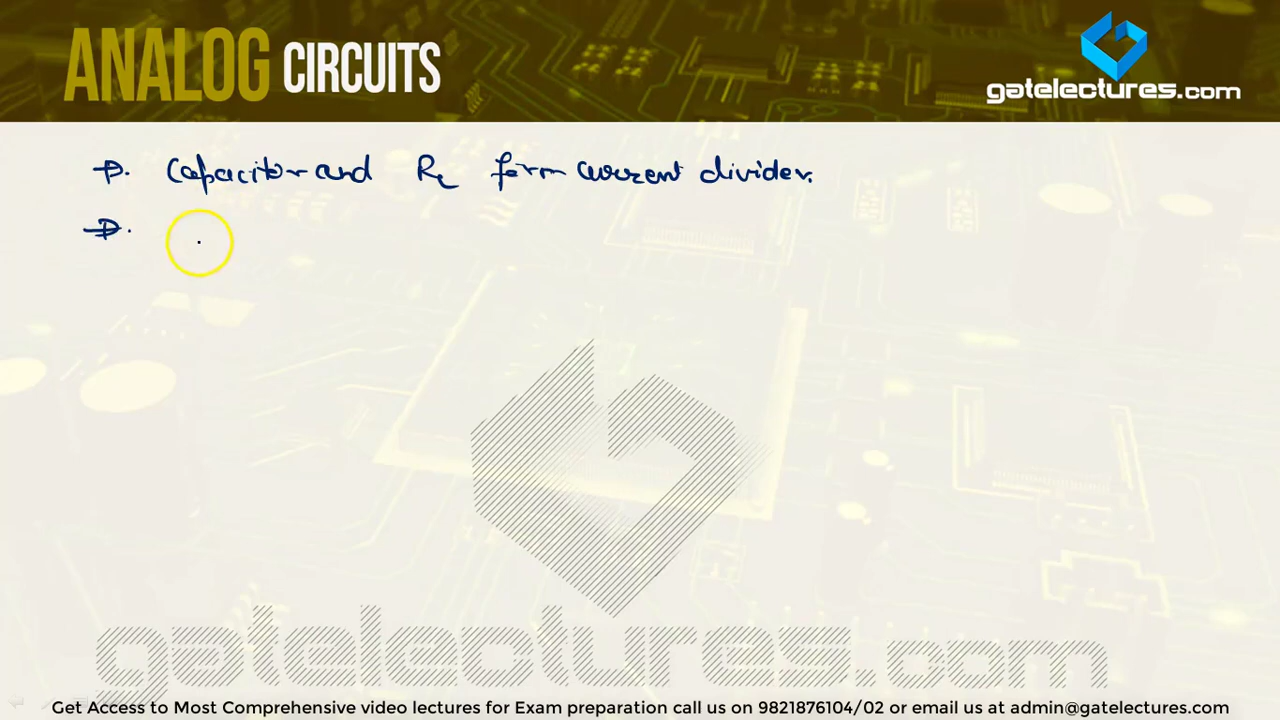 ANALOG CIRCUITS
gatelectures.com
Capacitor and RL form current divider.
gatelectures.com
Get Access to Most Comprehensive video lectures for Exam preparation call us on 9821876104/02 or email us at admin@gatelectures.com